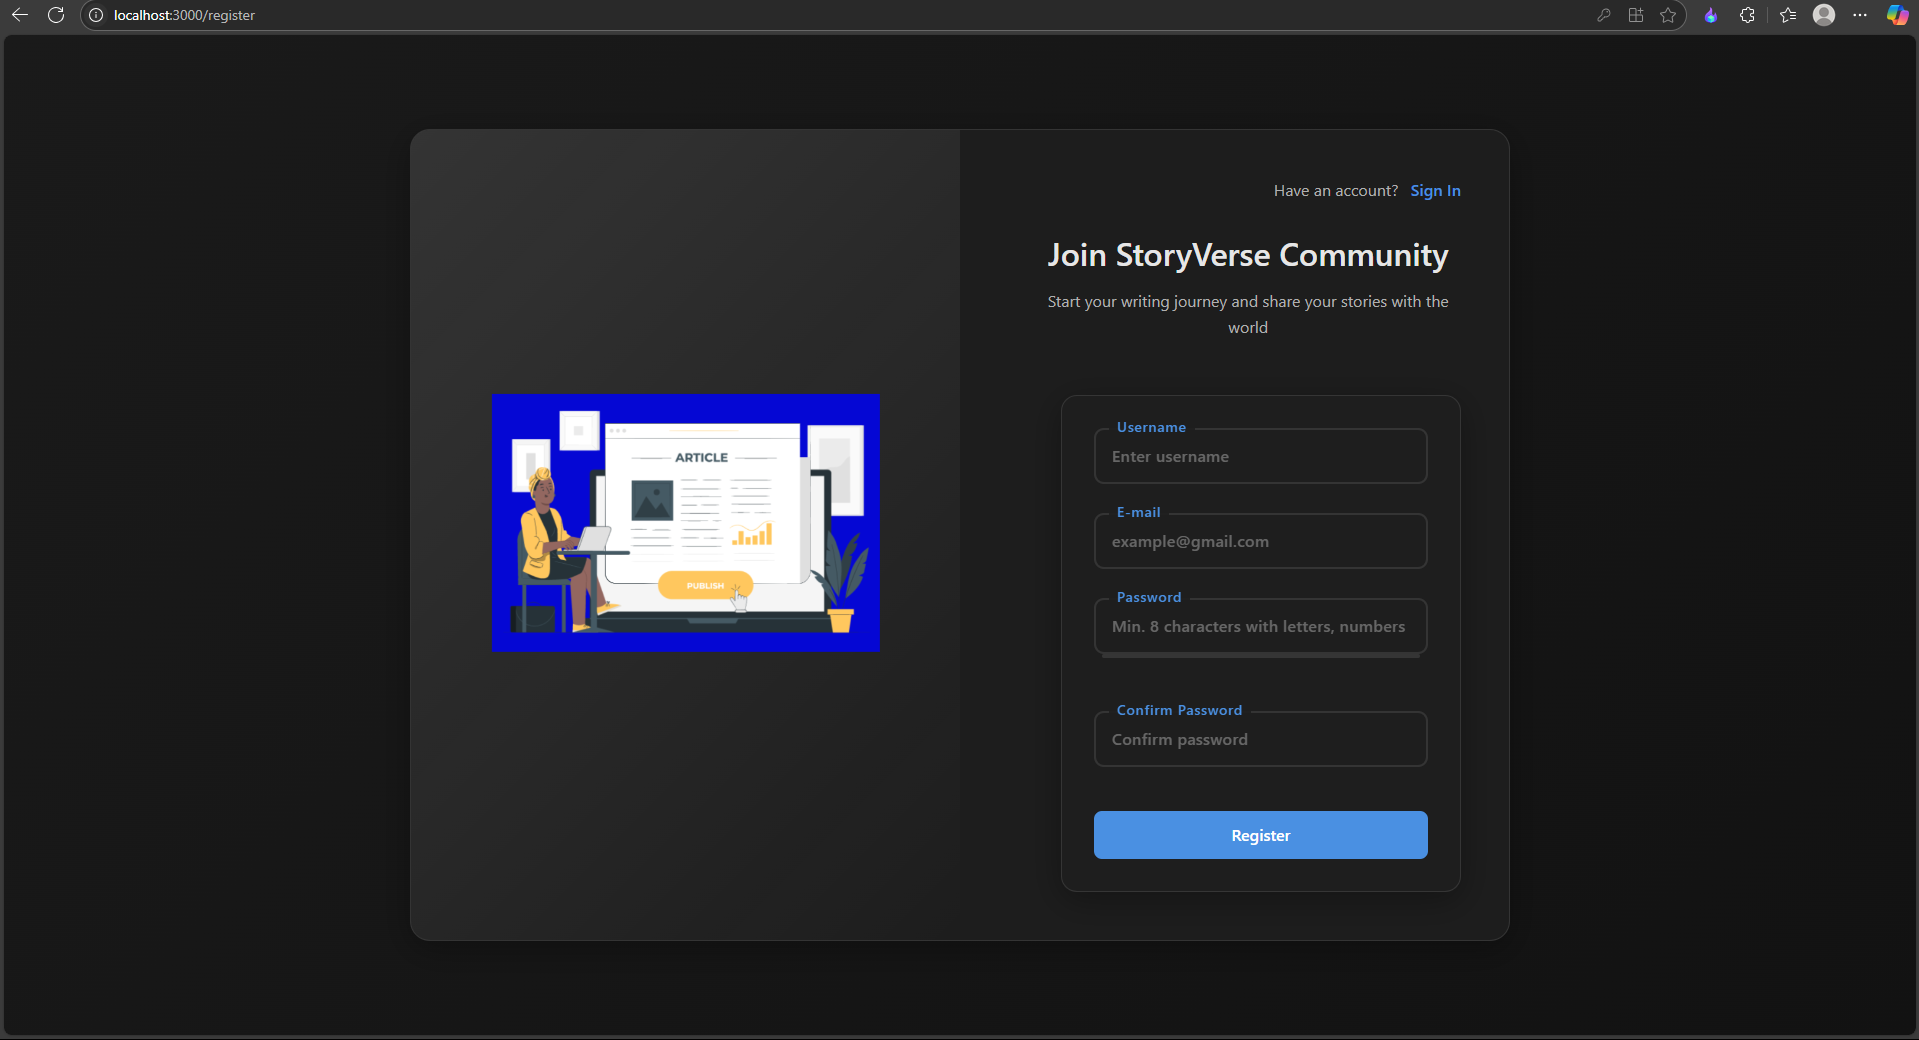 localhost:3000/register
Have an account? Sign In
Join StoryVerse Community
Start your writing journey and share your stories with the
world
ARTICLE
PUBLISH
Username
Enter username
E-mail
example@gmail.com
Password
Min. 8 characters with letters, numbers
Confirm Password
Confirm password
Register